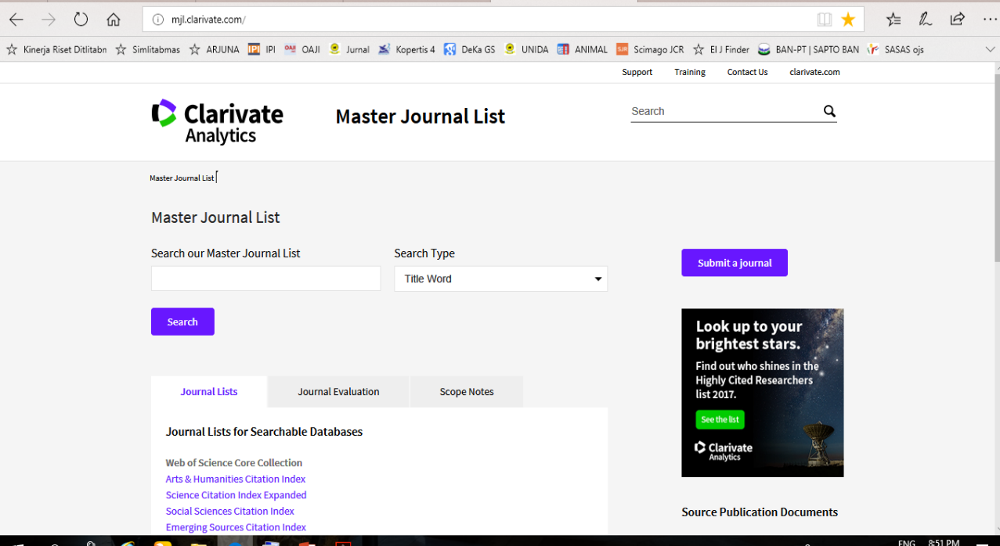 mjl.clarivate.com/
Kinerja Riset Ditlitabn Simlitabmas ARJUNA IPI OAJI Jurnal Kopertis 4 DeKa GS UNIDA ANIMAL Scimago JCR EI J Finder BAN-PT | SAPTO BAN SASAS ojs
Support Training Contact Us clarivate.com
Clarivate
Analytics
Master Journal List
Search
Master Journal List
Master Journal List
Search our Master Journal List Search Type
Title Word
Submit a journal
Search
Look up to your
brightest stars.
Find out who shines in the
Highly Cited Researchers
list 2017.
See the list
Clarivate
Analytics
Journal Lists Journal Evaluation Scope Notes
Journal Lists for Searchable Databases
Web of Science Core Collection
Arts & Humanities Citation Index
Science Citation Index Expanded
Social Sciences Citation Index
Emerging Sources Citation Index
Source Publication Documents
ENG 8:51 PM